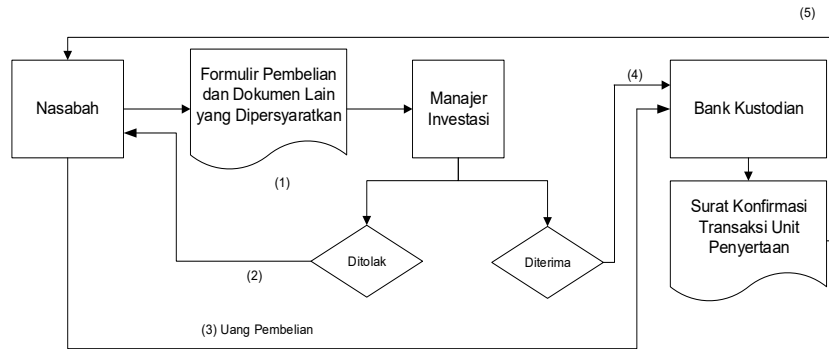 (5)
Nasabah
Formulir Pembelian
dan Dokumen Lain
yang Dipersyaratkan
Manajer
Investasi
(4)
Bank Kustodian
(1)
Surat Konfirmasi
Transaksi Unit
Penyertaan
Ditolak
Diterima
(2)
(3) Uang Pembelian